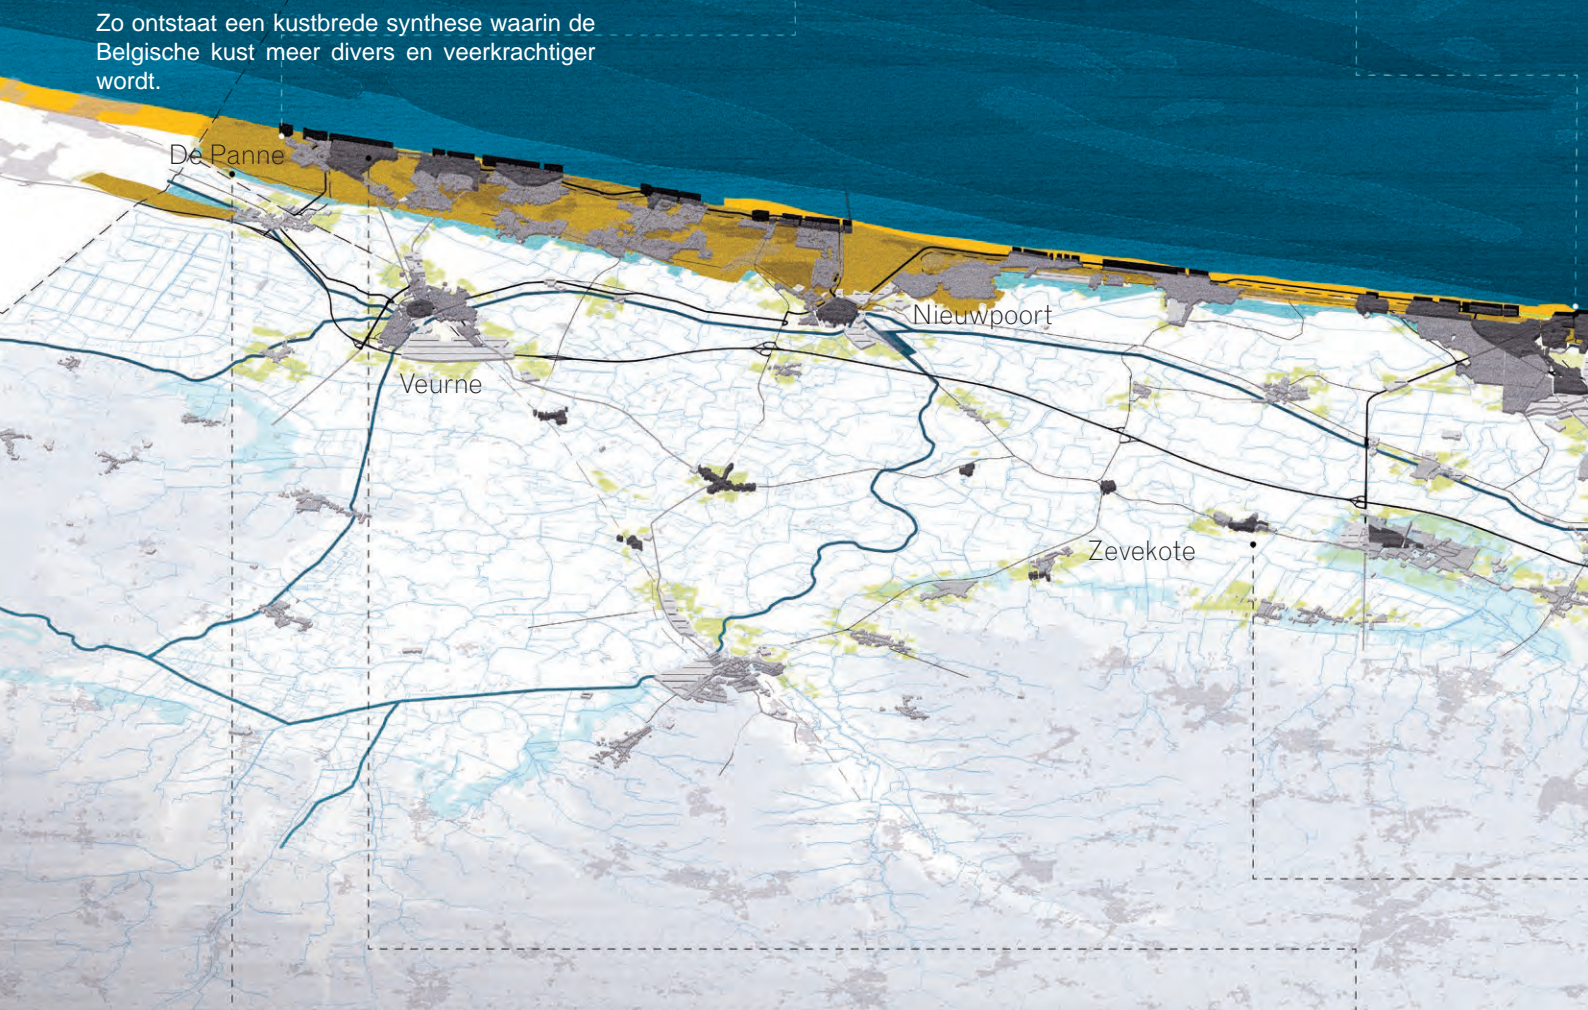 Zo ontstaat een kustbrede synthese waarin de
Belgische kust meer divers en veerkrachtiger
wordt.
De Panne
Nieuwpoort
Veurne
Zevekote